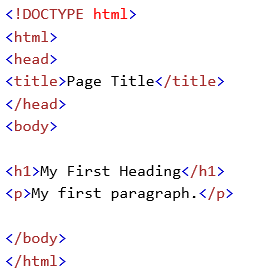 <!DOCTYPE html>
<html>
<head>
<title>Page Title</title>
</head>
<body>

<h1>My First Heading</h1>
<p>My first paragraph.</p>

</body>
</html>